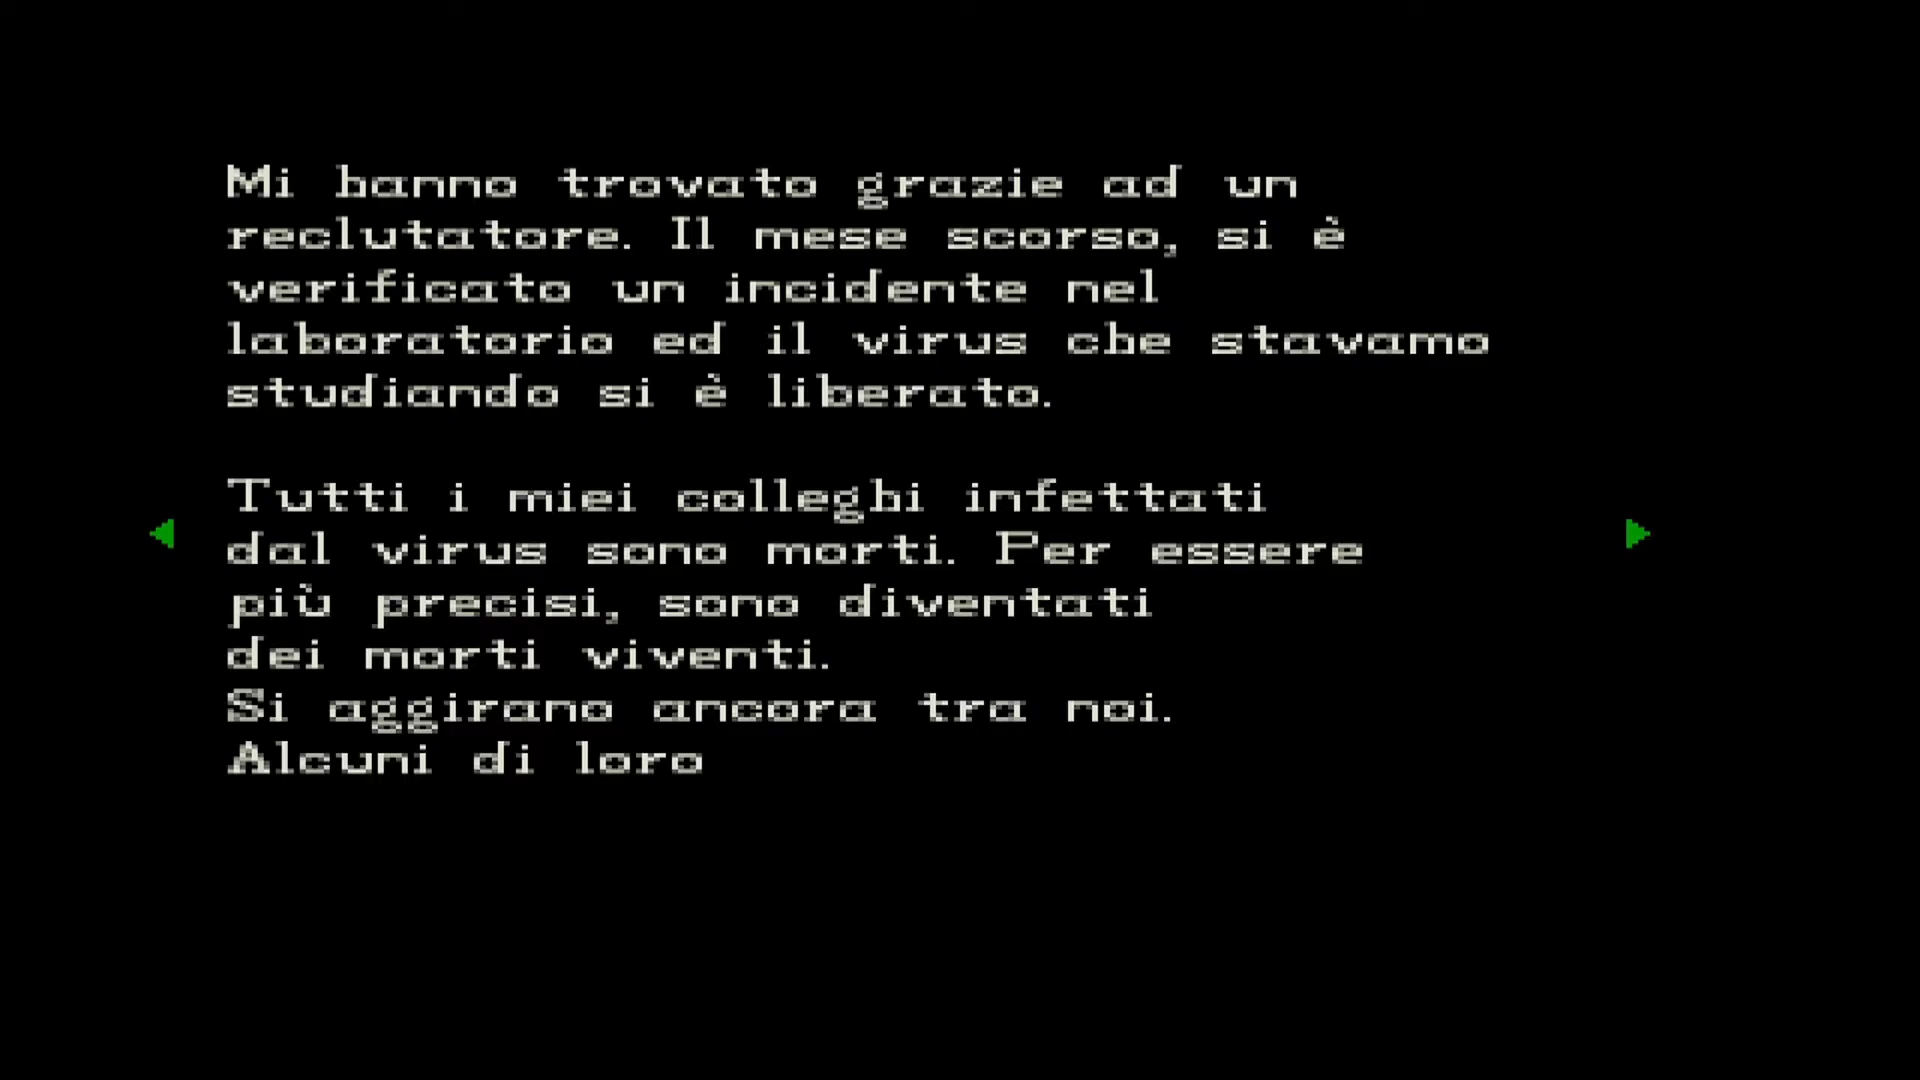 Mi hanno trovato grazie ad un
reclutatore. Il mese scorso, si è
verificato un incidente nel
laboratorio ed il virus che stavamo
studiando si è liberato.
Tutti i miei colleghi infettati
dal virus sono morti. Per essere
più precisi, sono diventati
dei morti viventi.
Si aggirano ancora tra noi.
Alcuni di loro